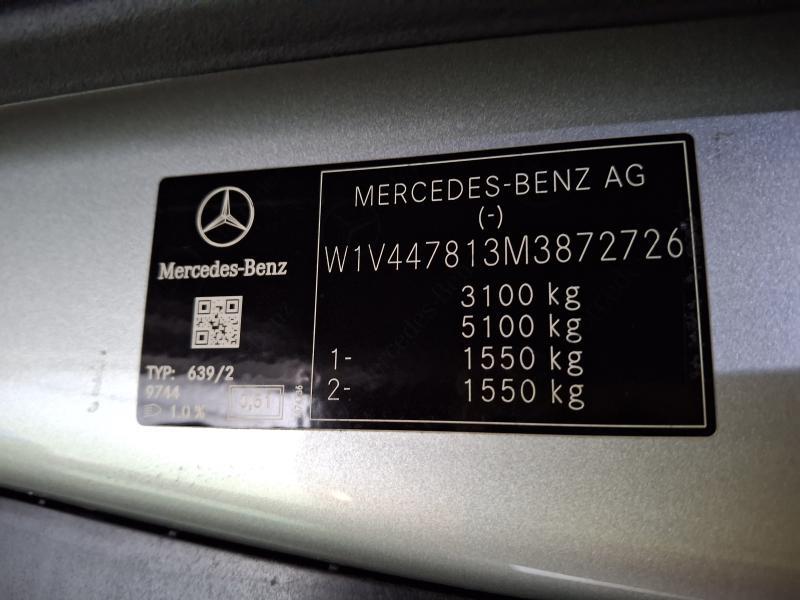 Mercedes-Benz
TYP: 639/2
9744
1.0 %
0,61
MERCEDES-BENZ AG
(-)
W1V447813M3872726
3100 kg
5100 kg
1- 1550 kg
2- 1550 kg